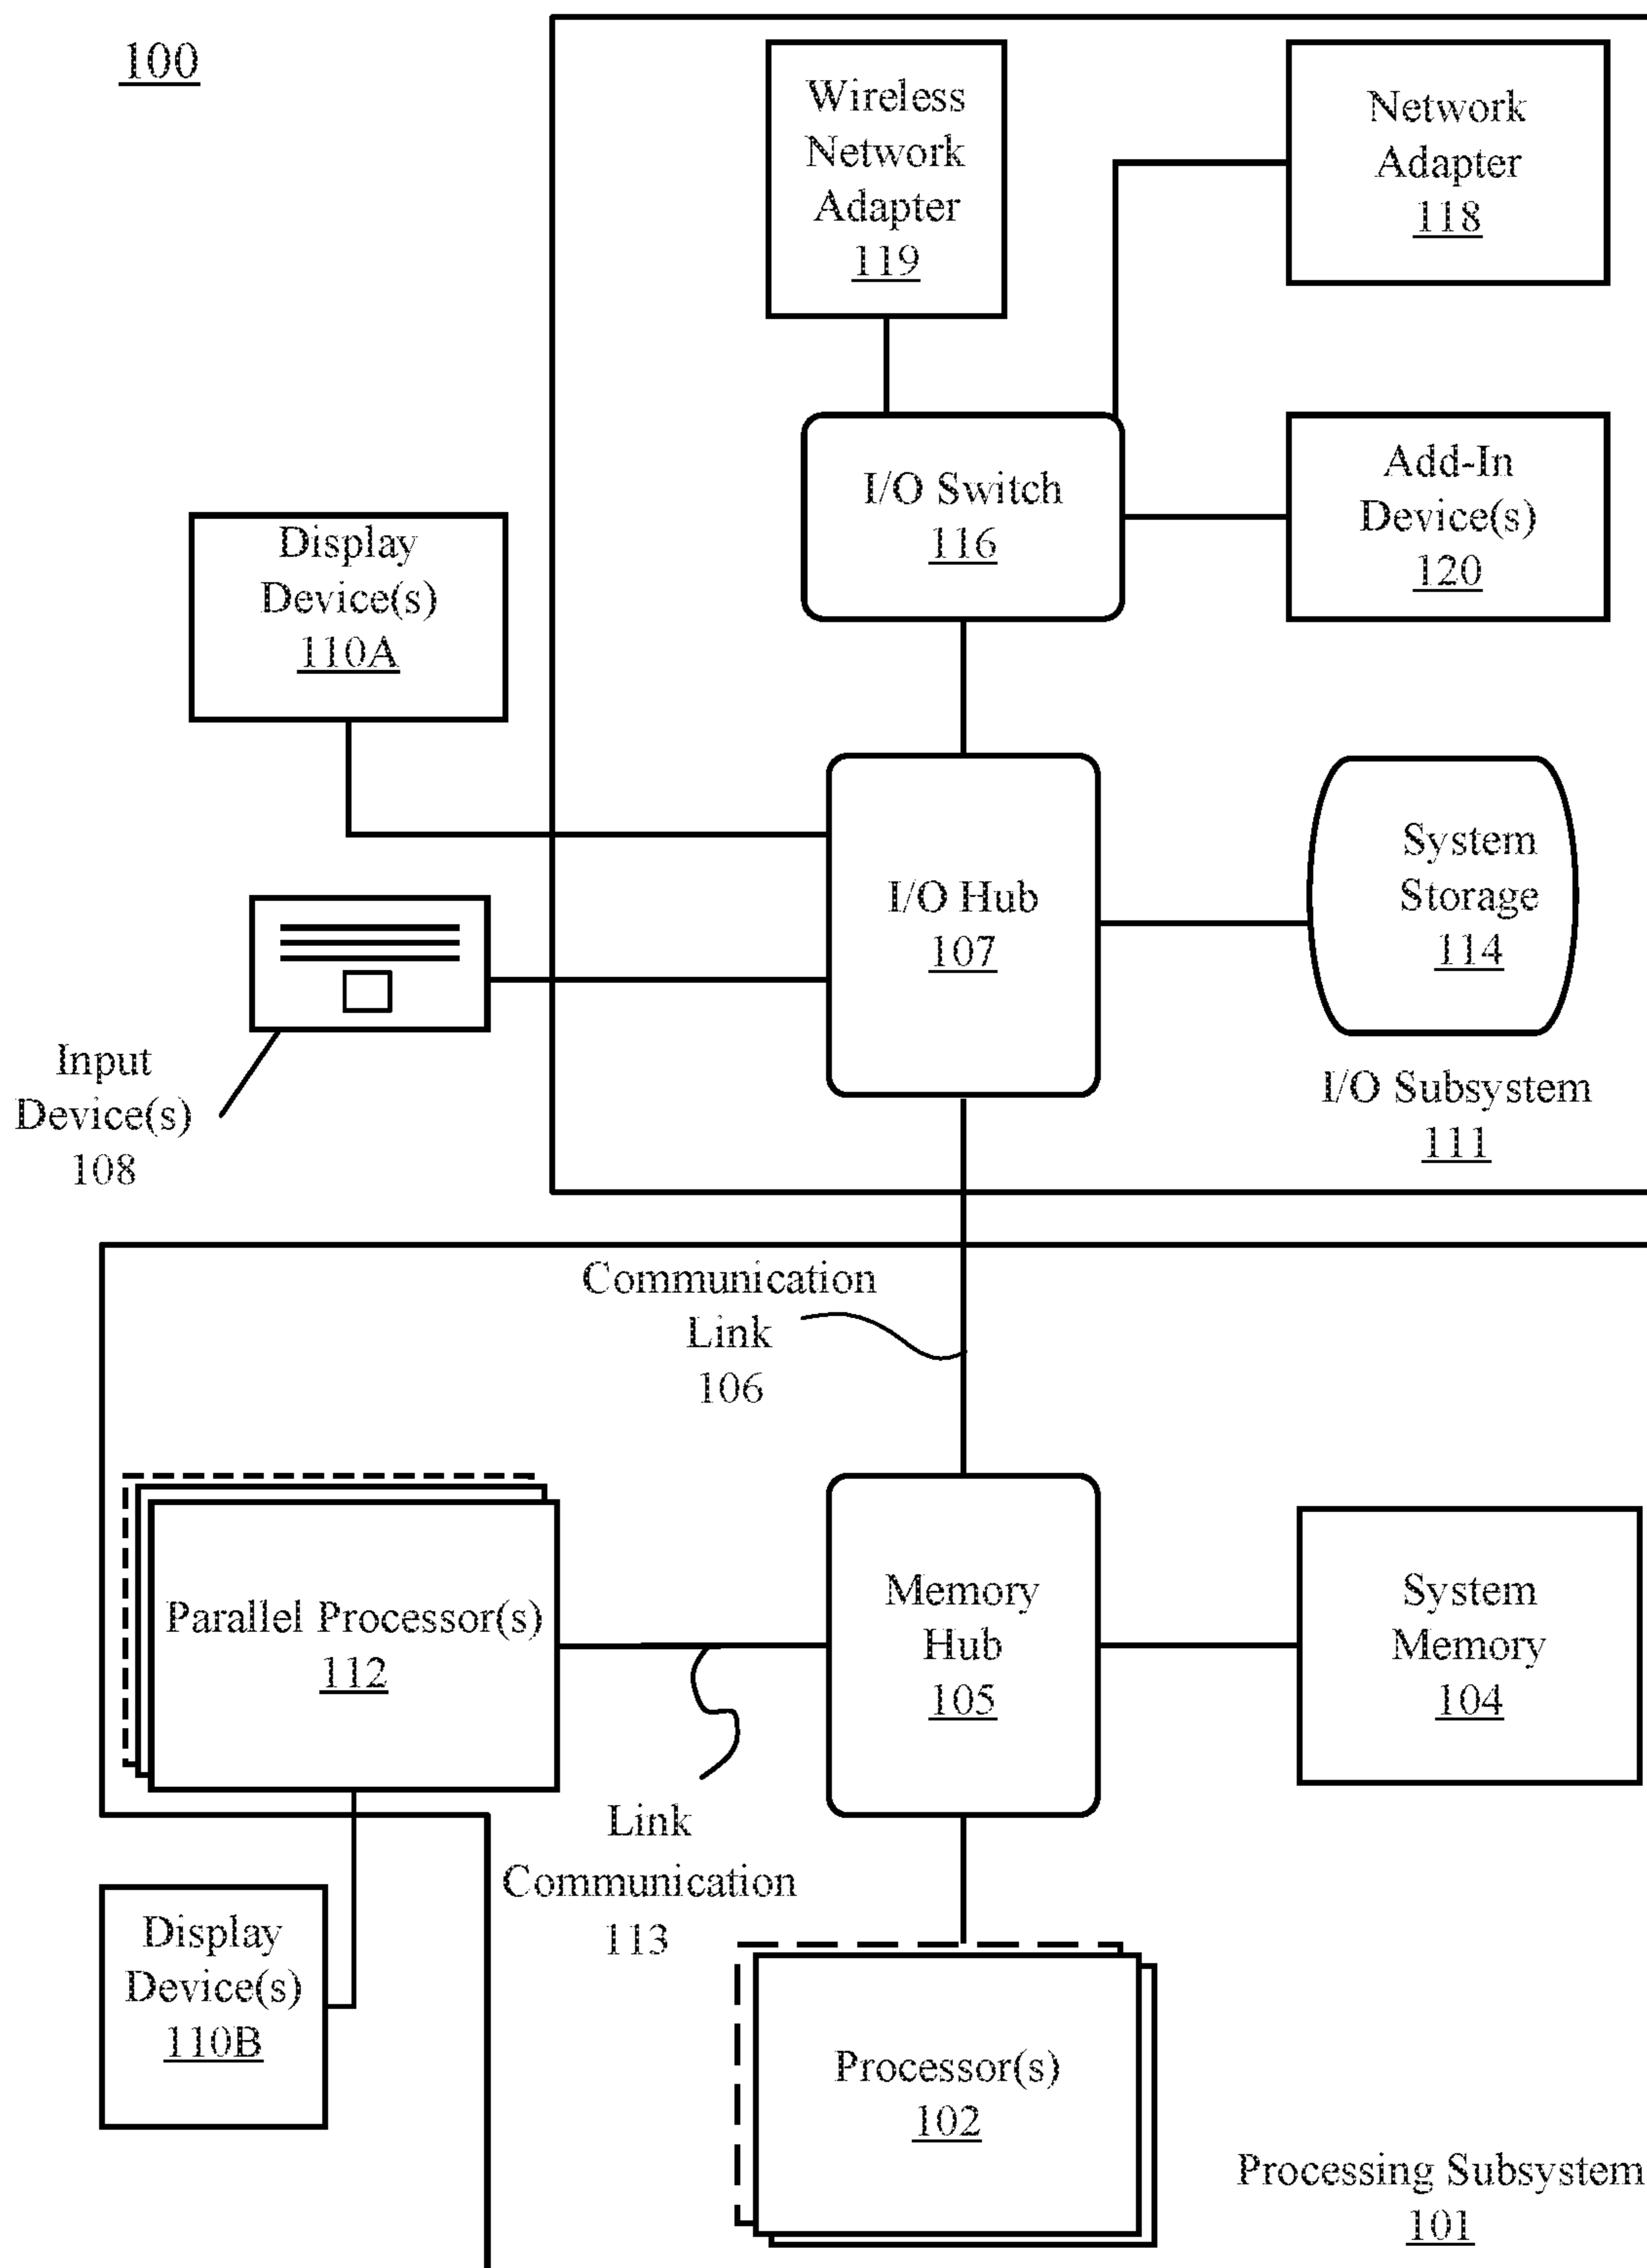 100
Wireless
Network
Adapter
119
Network
Adapter
118
I/O Switch
116
Add-In
Device(s)
120
Display
Device(s)
110A
I/O Hub
107
System
Storage
114
Input
Device(s)
108
I/O Subsystem
111
Communication
Link
106
Parallel Processor(s)
112
Memory
Hub
105
System
Memory
104
Link
Communication
113
Display
Device(s)
110B
Processor(s)
102
Processing Subsystem
101